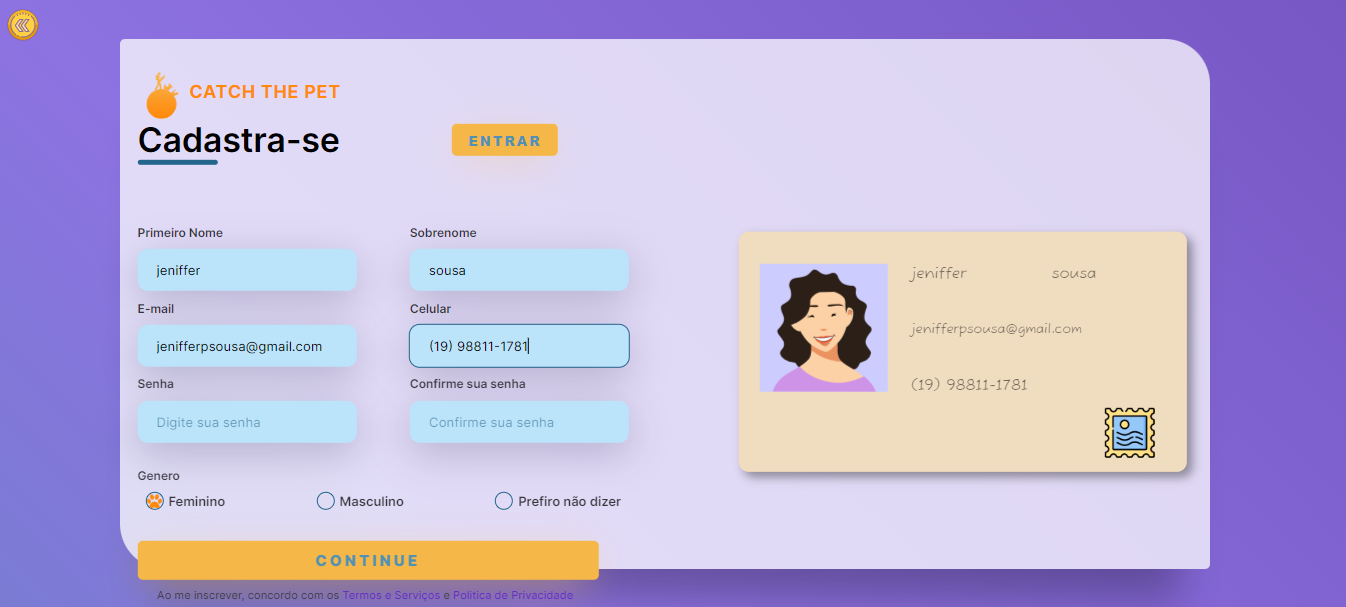 CATCH THE PET
Cadastra-se
ENTRAR
Primeiro Nome
Sobrenome
jeniffer
sousa
E-mail
Celular
jenifferpsousa@gmail.com
(19) 98811-1781
Senha
Confirme sua senha
Digite sua senha
Confirme sua senha
Genero
Feminino
Masculino
Prefiro não dizer
CONTINUE
Ao me inscrever, concordo com os Termos e Serviços e Politica de Privacidade
jeniffer sousa
jenifferpsousa@gmail.com
(19) 98811-1781